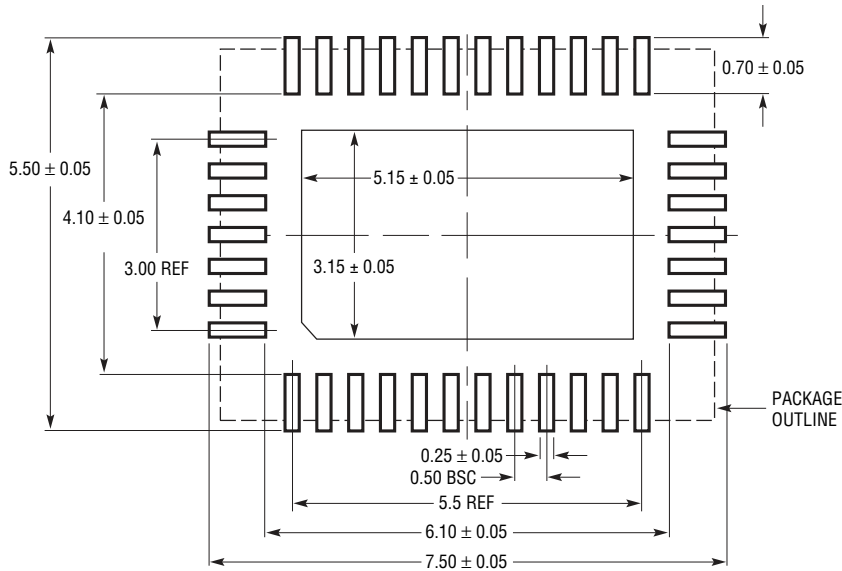 0.70 ± 0.05
5.50 ± 0.05
5.15 ± 0.05
4.10 ± 0.05
3.00 REF
3.15 ± 0.05
PACKAGE
OUTLINE
0.25 ± 0.05
0.50 BSC
5.5 REF
6.10 ± 0.05
7.50 ± 0.05